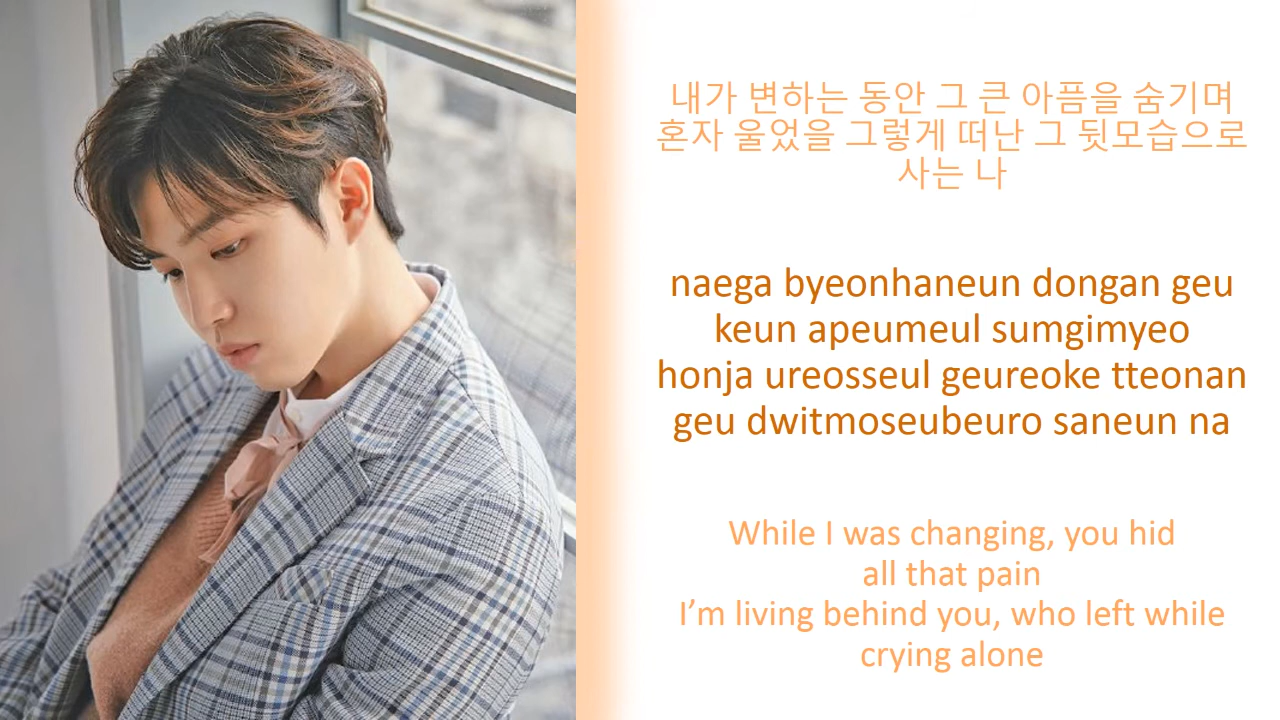 내가 변하는 동안 그 큰 아픔을 숨기며
혼자 울었을 그렇게 떠난 그 뒷모습으로
사는 나
naega byeonhaneun dongan geu
keun apeumeul sumgimyeo
honja ureosseul geureoke tteonan
geu dwitmoseubeuro saneun na
While I was changing, you hid
all that pain
I’m living behind you, who left while
crying alone